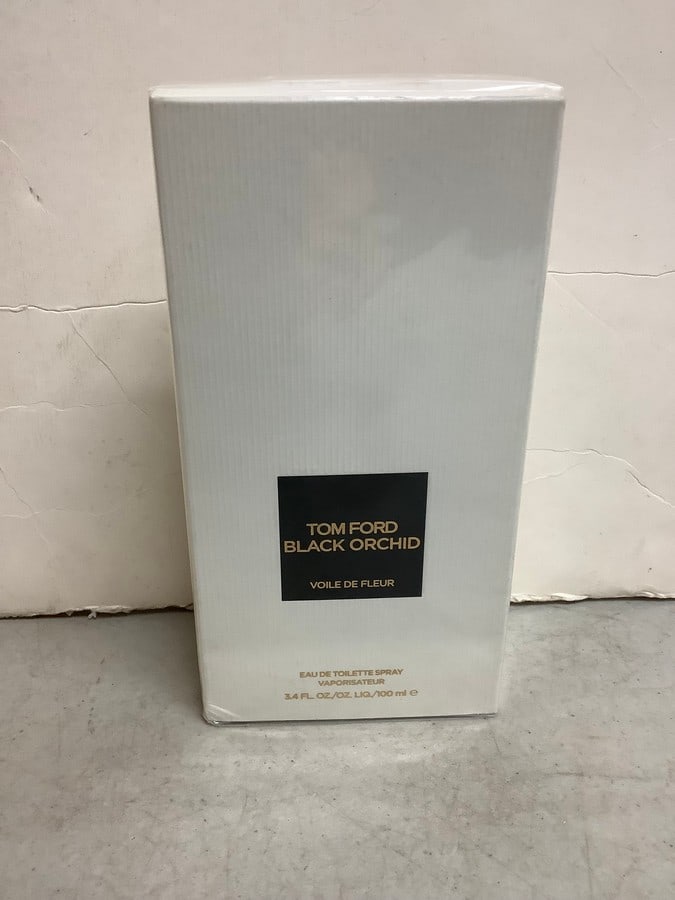 TOM FORD
BLACK ORCHID
VOILE DE FLEUR
EAU DE TOILETTE SPRAY
VAPORISATEUR
3.4 FL. OZ./OZ. LIQ./100 ml ℮